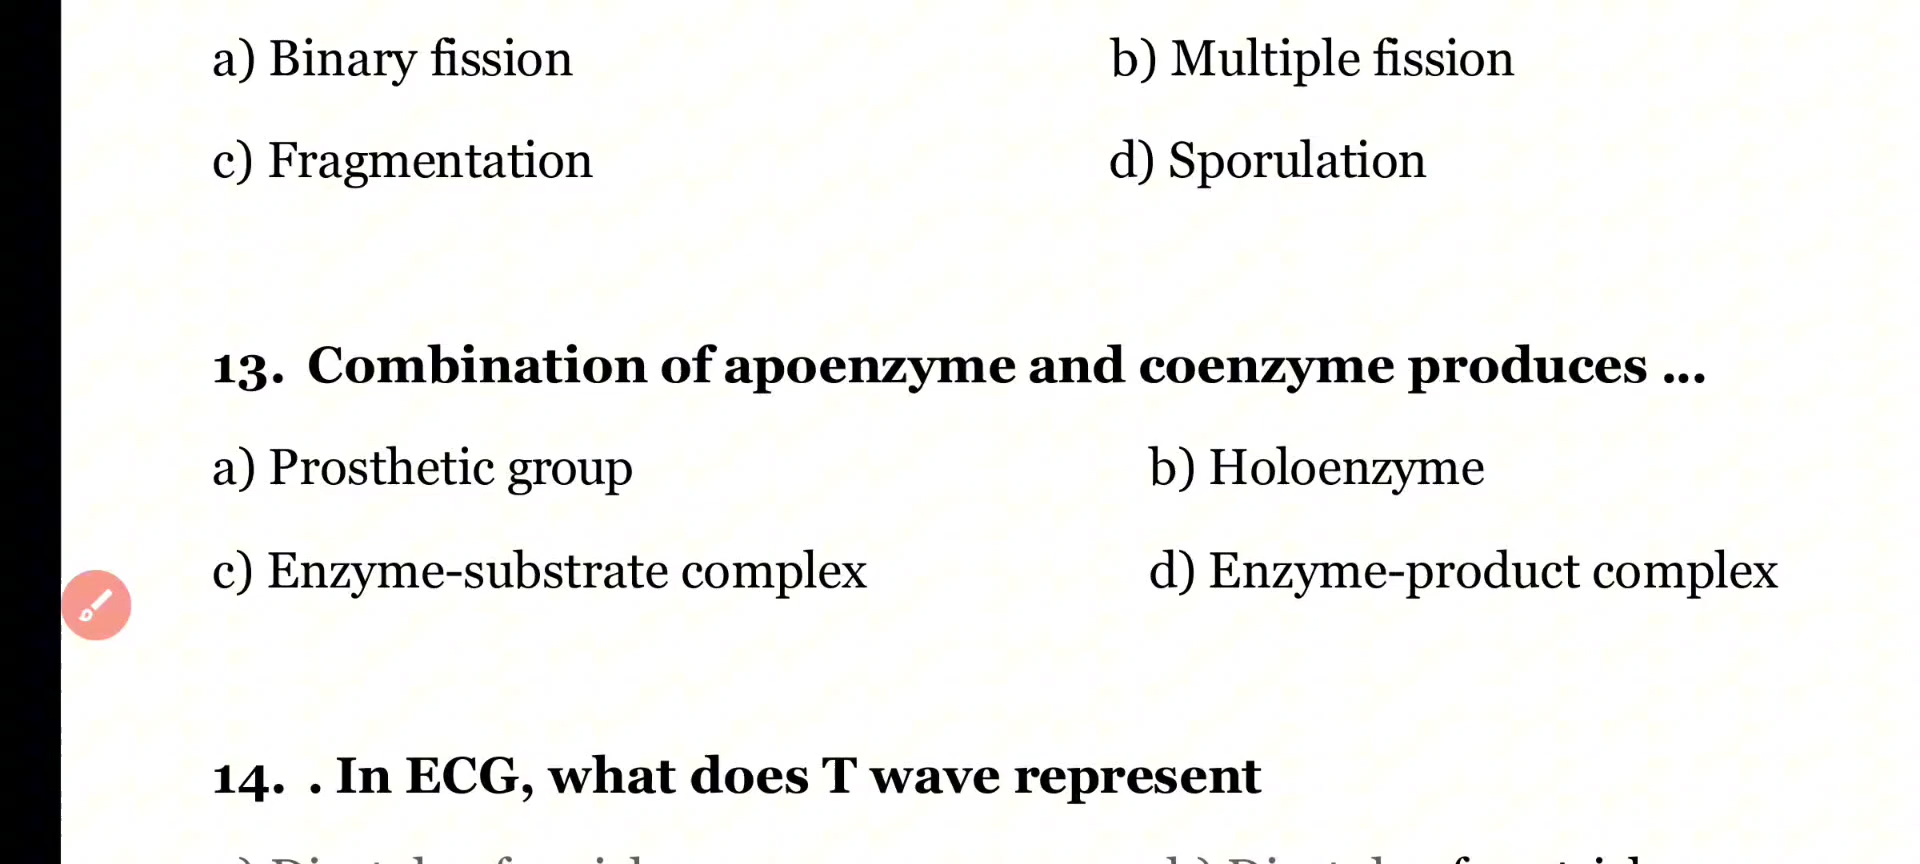 a) Binary fission b) Multiple fission
c) Fragmentation d) Sporulation
13. Combination of apoenzyme and coenzyme produces ...
a) Prosthetic group b) Holoenzyme
c) Enzyme-substrate complex d) Enzyme-product complex
14. . In ECG, what does T wave represent